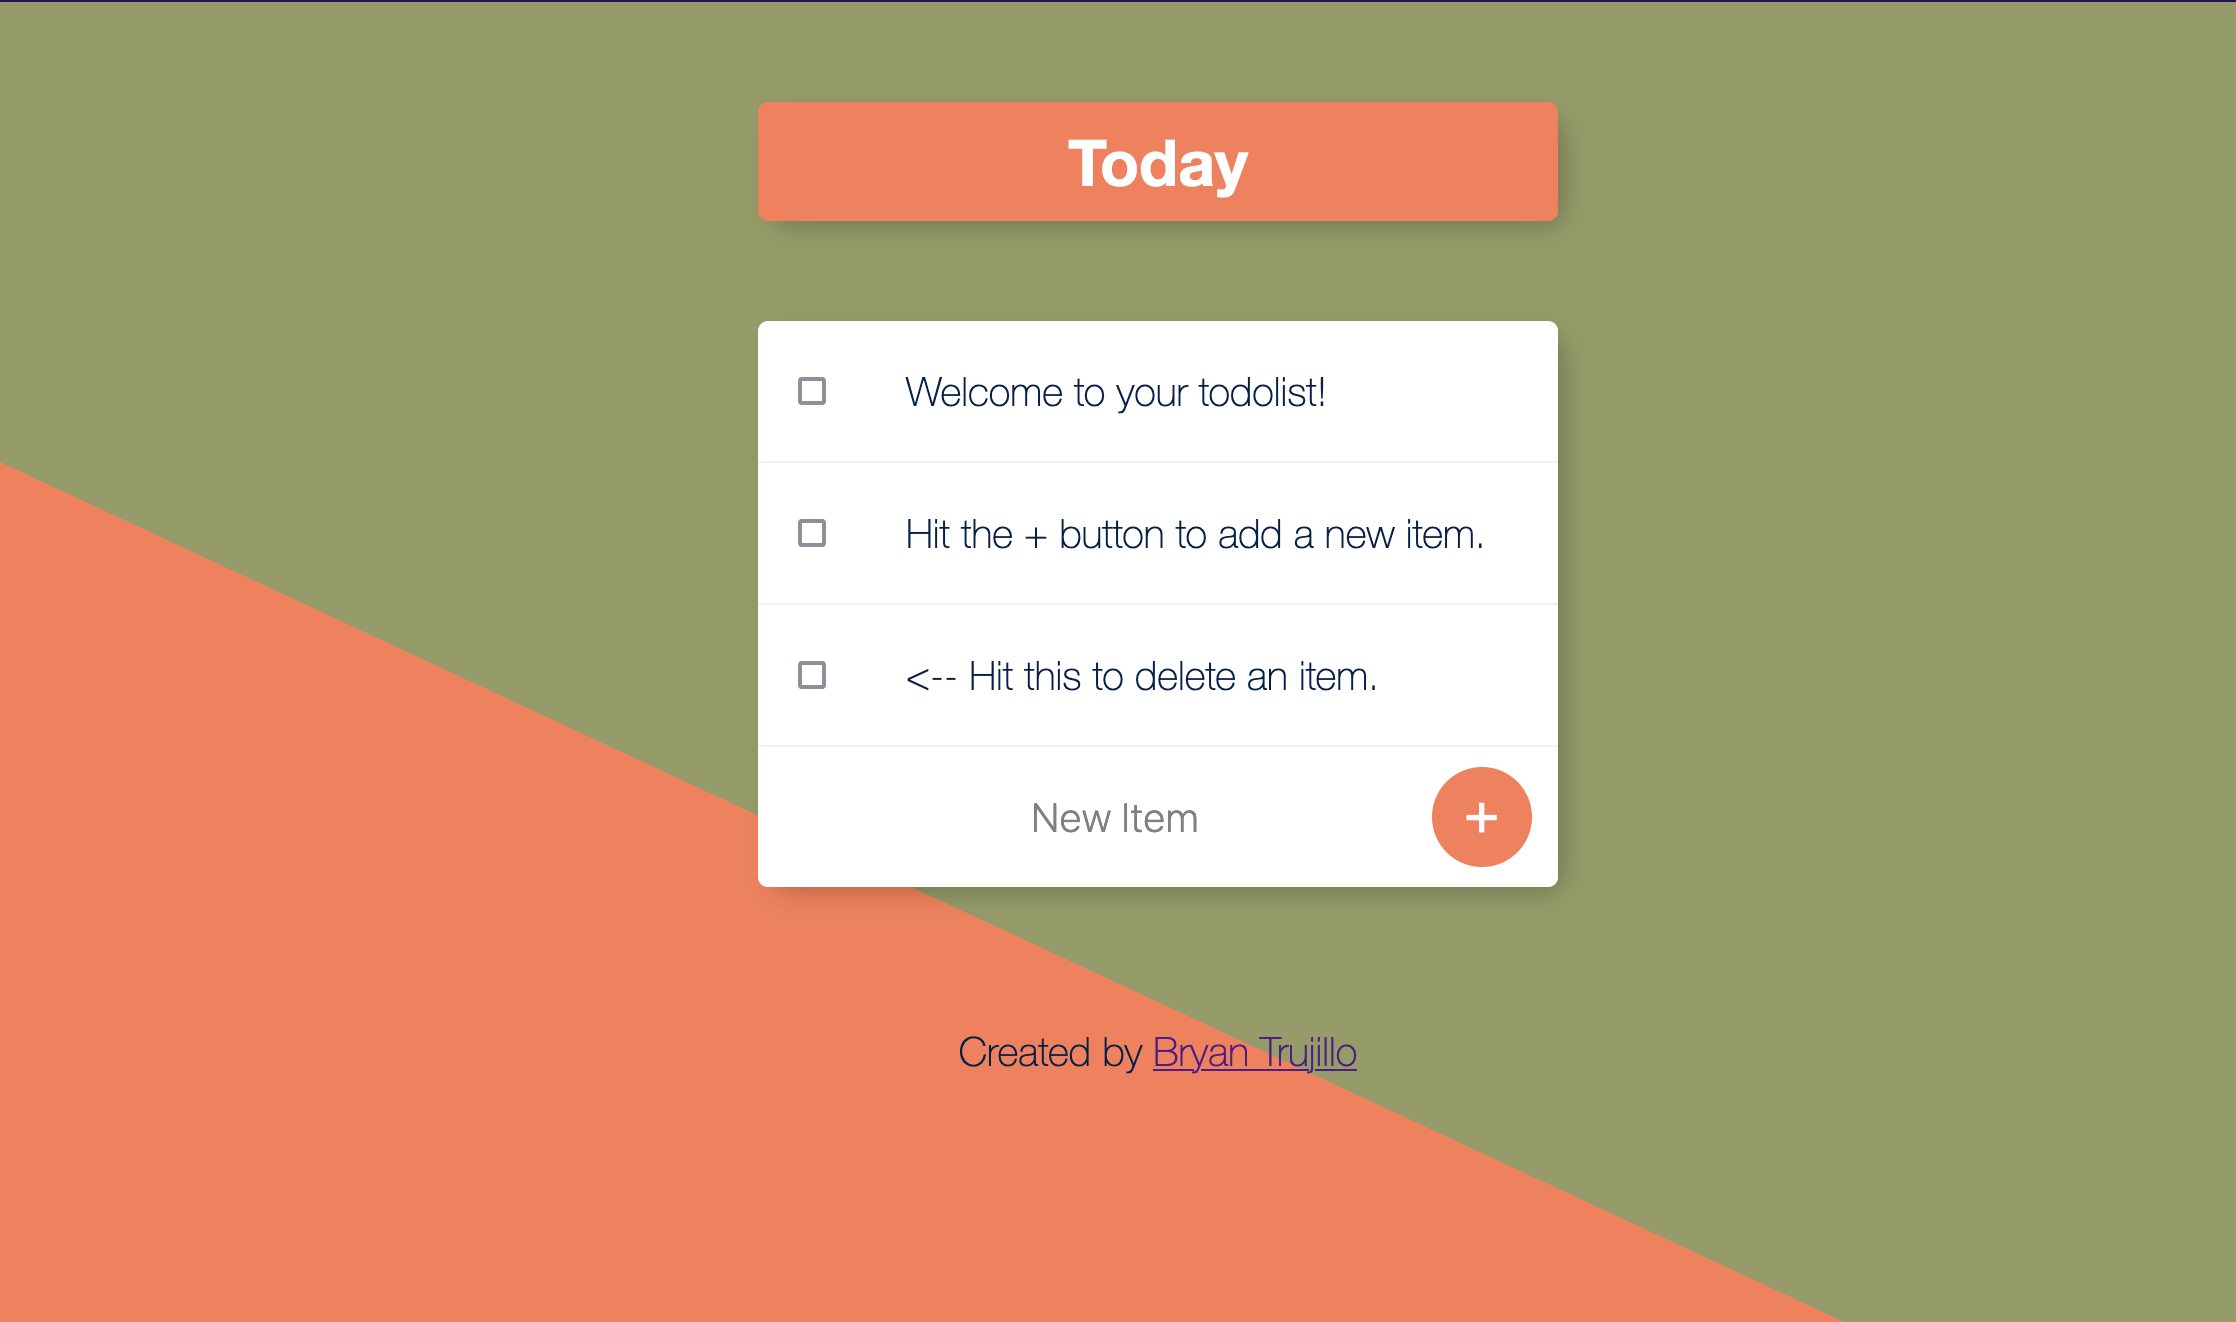 Today
Welcome to your todolist!
Hit the + button to add a new item.
<-- Hit this to delete an item.
New Item +
Created by Bryan Trujillo